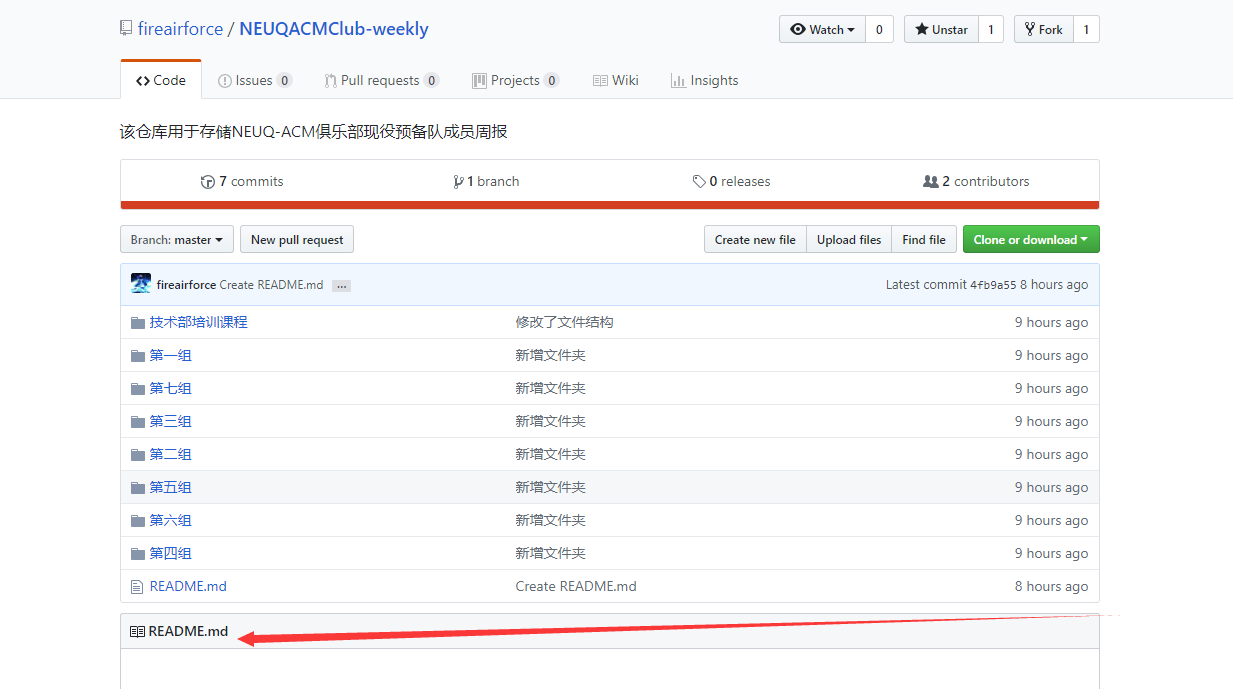 fireairforce / NEUQACMClub-weekly
Watch 0 Unstar 1 Fork 1
Code Issues 0 Pull requests 0 Projects 0 Wiki Insights
该仓库用于存储NEUQ-ACM俱乐部现役预备队成员周报
7 commits 1 branch 0 releases 2 contributors
Branch: master New pull request Create new file Upload files Find file Clone or download
fireairforce Create README.md ... Latest commit 4fb9a55 8 hours ago
技术部培训课程 修改了文件结构 9 hours ago
第一组 新增文件夹 9 hours ago
第七组 新增文件夹 9 hours ago
第三组 新增文件夹 9 hours ago
第二组 新增文件夹 9 hours ago
第五组 新增文件夹 9 hours ago
第六组 新增文件夹 9 hours ago
第四组 新增文件夹 9 hours ago
README.md Create README.md 8 hours ago
README.md